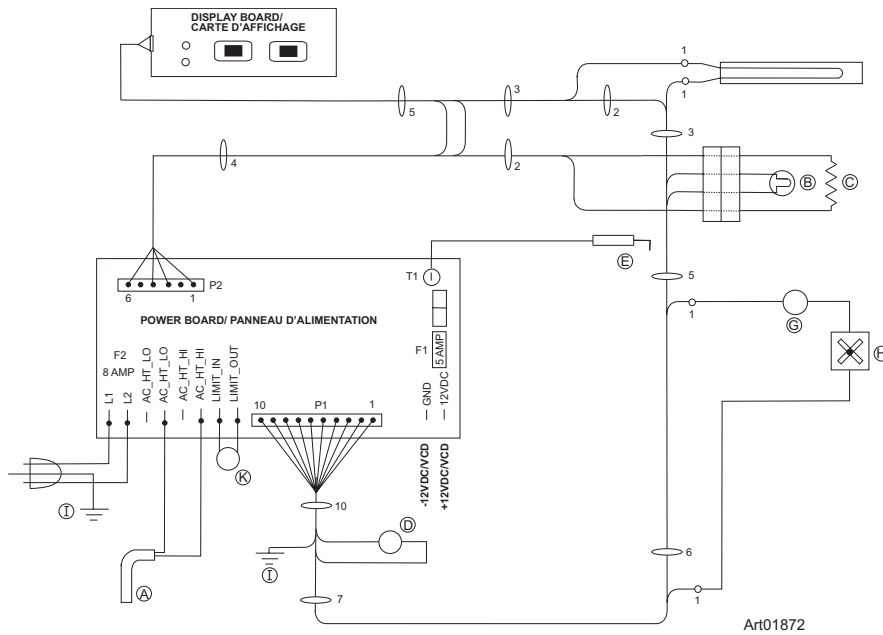 DISPLAY BOARD/
CARTE D'AFFICHAGE
1
1
5
3
2
3
4
2
B
C
E
T1
5
6
1
P2
POWER BOARD/ PANNEAU D'ALIMENTATION
F1
5 AMP
1
G
H
F2
8 AMP
L1
L2
AC_HT_LO
AC_HT_LO
AC_HT_HI
AC_HT_HI
LIMIT_IN
LIMIT_OUT
GND
12VDC
10
P1
1
K
-12VDC/VCD
+12VDC/VCD
I
10
D
I
A
7
6
1
Art01872